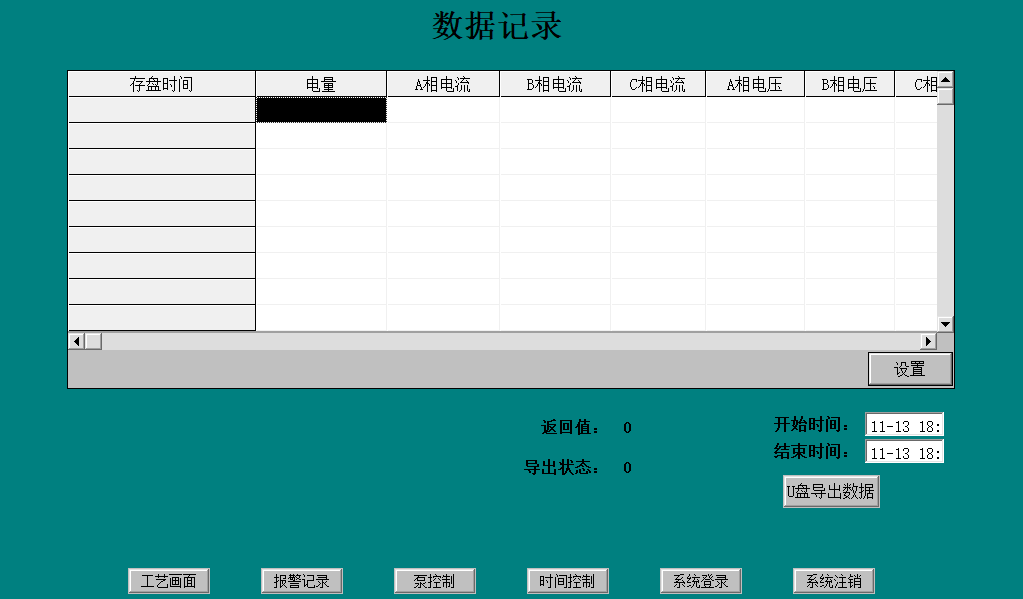 数据记录
存盘时间 电量 A相电流 B相电流 C相电流 A相电压 B相电压 C相
设置
返回值： 0 开始时间： 11-13 18:
导出状态： 0 结束时间： 11-13 18:
U盘导出数据
工艺画面 报警记录 泵控制 时间控制 系统登录 系统注销